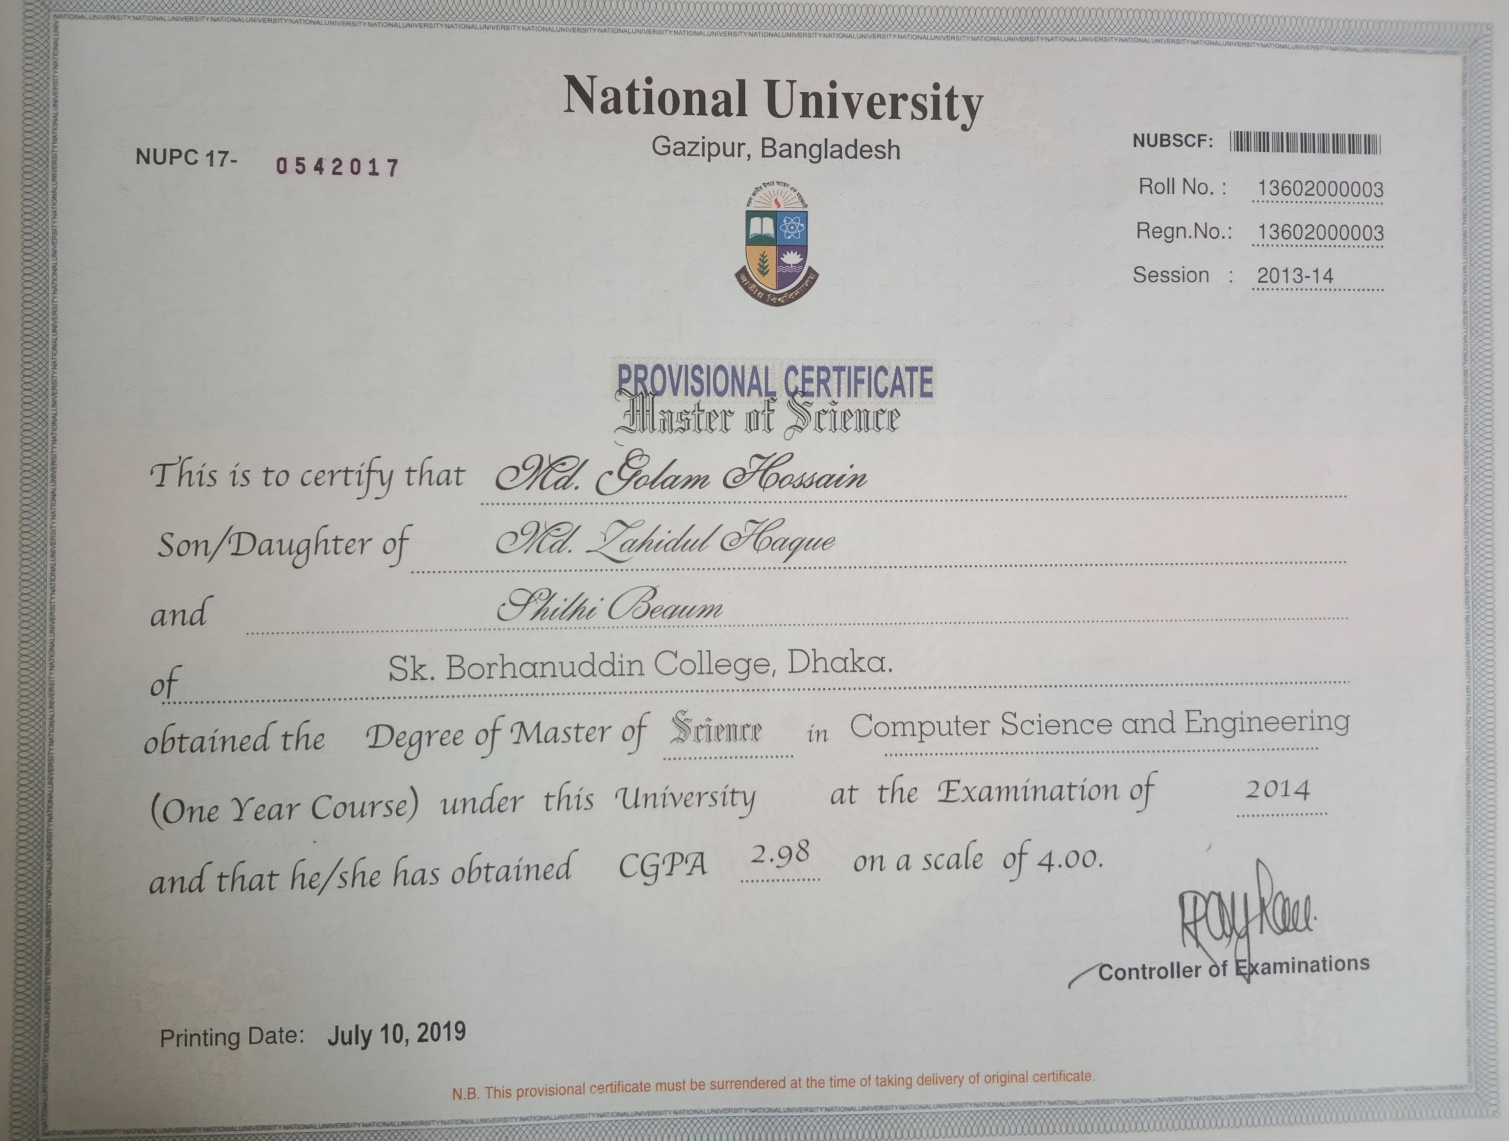 National University
Gazipur, Bangladesh
NUPC 17- 0542017
NUBSCF:
Roll No. : 13602000003
Regn.No.: 13602000003
Session : 2013-14
জাতীয় বিশ্ববিদ্যালয়
PROVISIONAL CERTIFICATE
Master of Science
This is to certify that Md. Golam Hossain
Son/Daughter of Md. Zahidul Haque
and Shilhi Beaum
of Sk. Borhanuddin College, Dhaka.
obtained the Degree of Master of Science in Computer Science and Engineering
(One Year Course) under this University at the Examination of 2014
and that he/she has obtained CGPA 2.98 on a scale of 4.00.
Controller of Examinations
Printing Date: July 10, 2019
N.B. This provisional certificate must be surrendered at the time of taking delivery of original certificate.